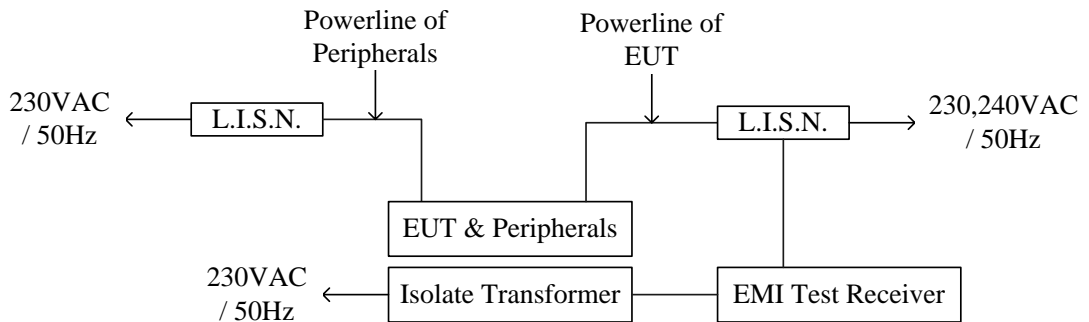 Powerline of
Peripherals
Powerline of
EUT
230VAC
/ 50Hz
L.I.S.N.
L.I.S.N.
230,240VAC
/ 50Hz
EUT & Peripherals
230VAC
/ 50Hz
Isolate Transformer
EMI Test Receiver